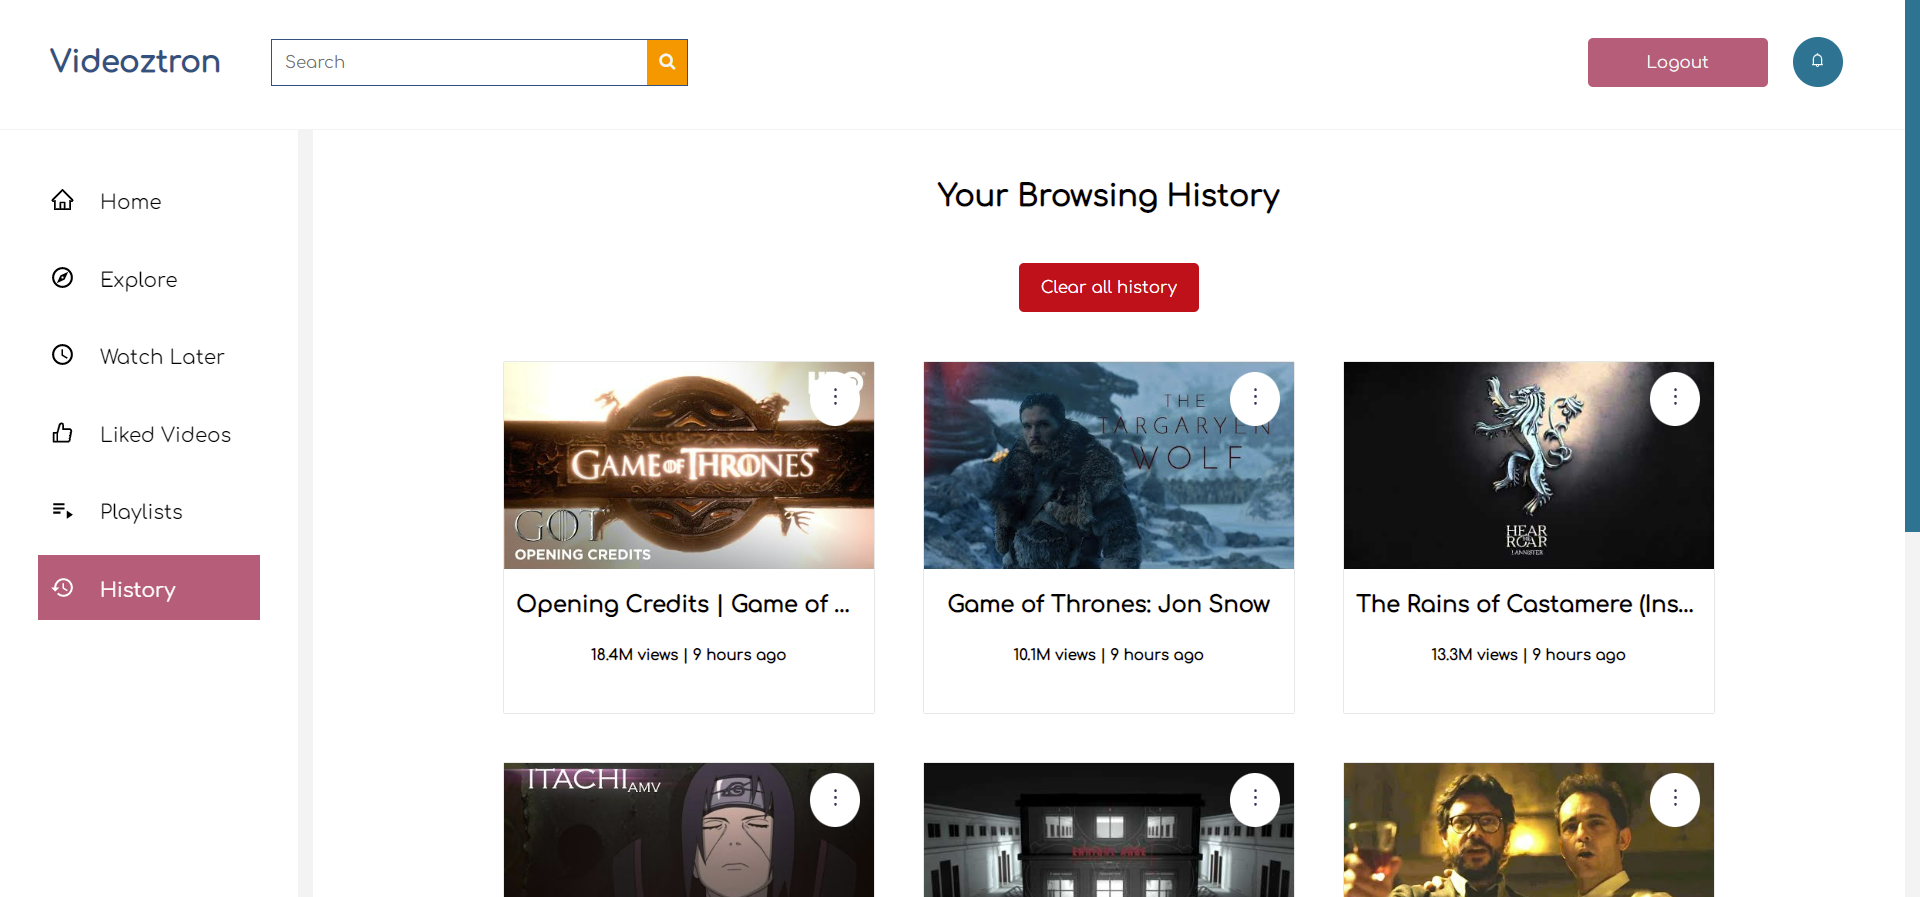 Videoztron
Search
Logout
Home
Explore
Watch Later
Liked Videos
Playlists
History
Your Browsing History
Clear all history
GAME OF THRONES
GOT
OPENING CREDITS
Opening Credits | Game of ...
18.4M views | 9 hours ago
THE
TARGARYEN
WOLF
Game of Thrones: Jon Snow
10.1M views | 9 hours ago
HEAR
ME
ROAR
LANNISTER
The Rains of Castamere (Ins...
13.3M views | 9 hours ago
ITACHI AMV